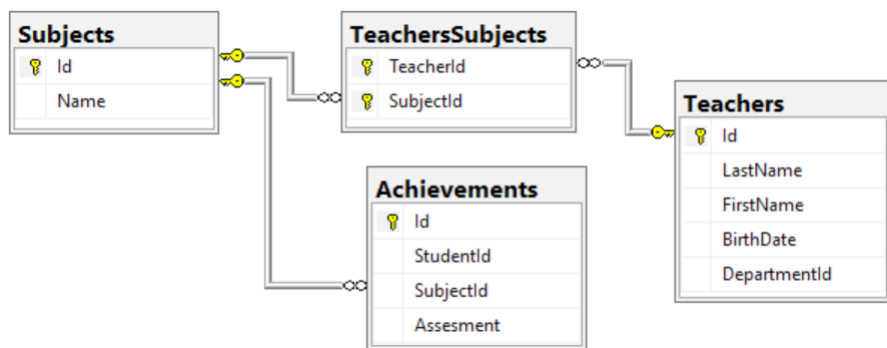 Subjects
Id
Name
TeachersSubjects
TeacherId
SubjectId
Teachers
Id
LastName
FirstName
BirthDate
DepartmentId
Achievements
Id
StudentId
SubjectId
Assesment